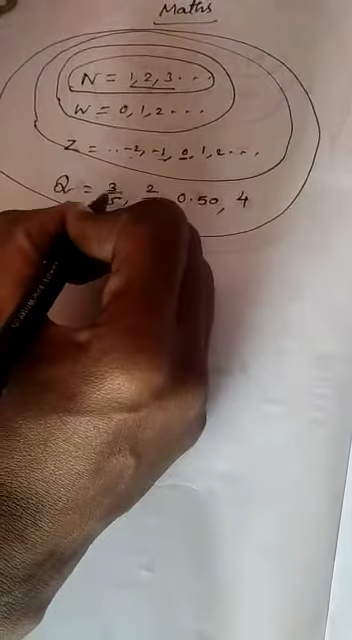 Maths
N = 1, 2, 3 ...
W = 0, 1, 2 ...
Z = .. -2, -1, 0, 1, 2 ...
Q = 3/5, 2 0.50, 4